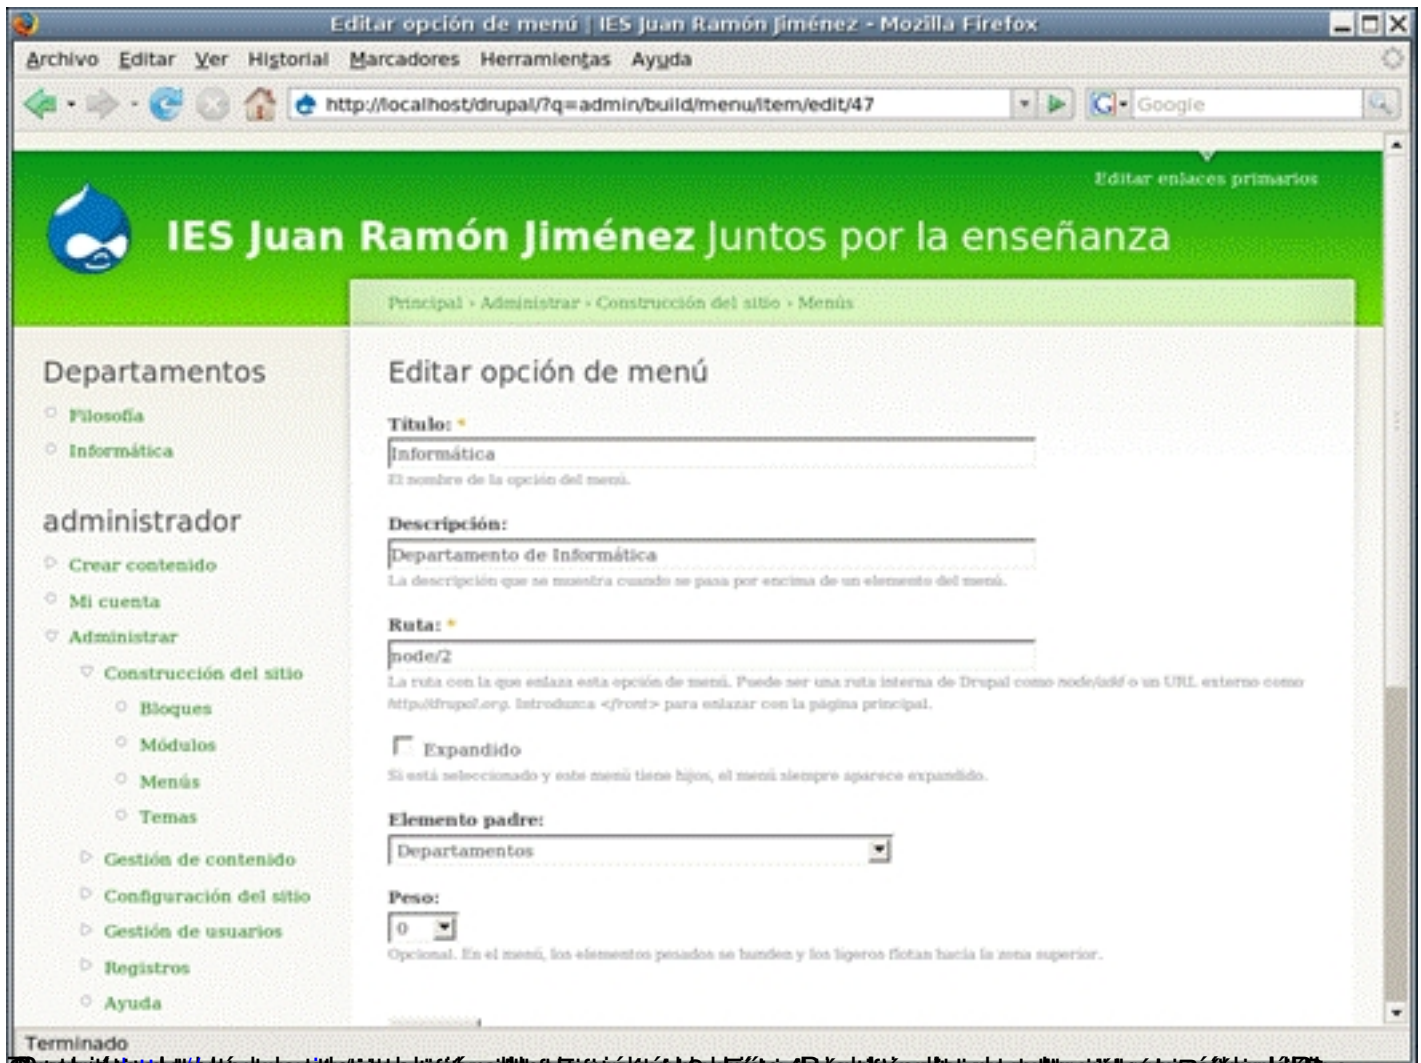 Editar opción de menú | IES Juan Ramón Jiménez - Mozilla Firefox
Archivo Editar Ver Historial Marcadores Herramientas Ayuda
http://localhost/drupal/?q=admin/build/menu/item/edit/47
Google
Editar enlaces primarios
IES Juan Ramón Jiménez Juntos por la enseñanza
Principal › Administrar › Construcción del sitio › Menús
Departamentos
Filosofía
Informática
administrador
Crear contenido
Mi cuenta
Administrar
Construcción del sitio
Bloques
Módulos
Menús
Temas
Gestión de contenido
Configuración del sitio
Gestión de usuarios
Registros
Ayuda
Editar opción de menú
Título: *
Informática
El nombre de la opción del menú.
Descripción:
Departamento de Informática
La descripción que se muestra cuando se pasa por encima de un elemento del menú.
Ruta: *
node/2
La ruta con la que enlaza esta opción de menú. Puede ser una ruta interna de Drupal como node/add o un URL externo como
http://drupal.org. Introduzca <front> para enlazar con la página principal.
Expandido
Si está seleccionado y este menú tiene hijos, el menú siempre aparece expandido.
Elemento padre:
Departamentos
Peso:
0
Opcional. En el menú, los elementos pesados se hunden y los ligeros flotan hacia la zona superior.
Terminado